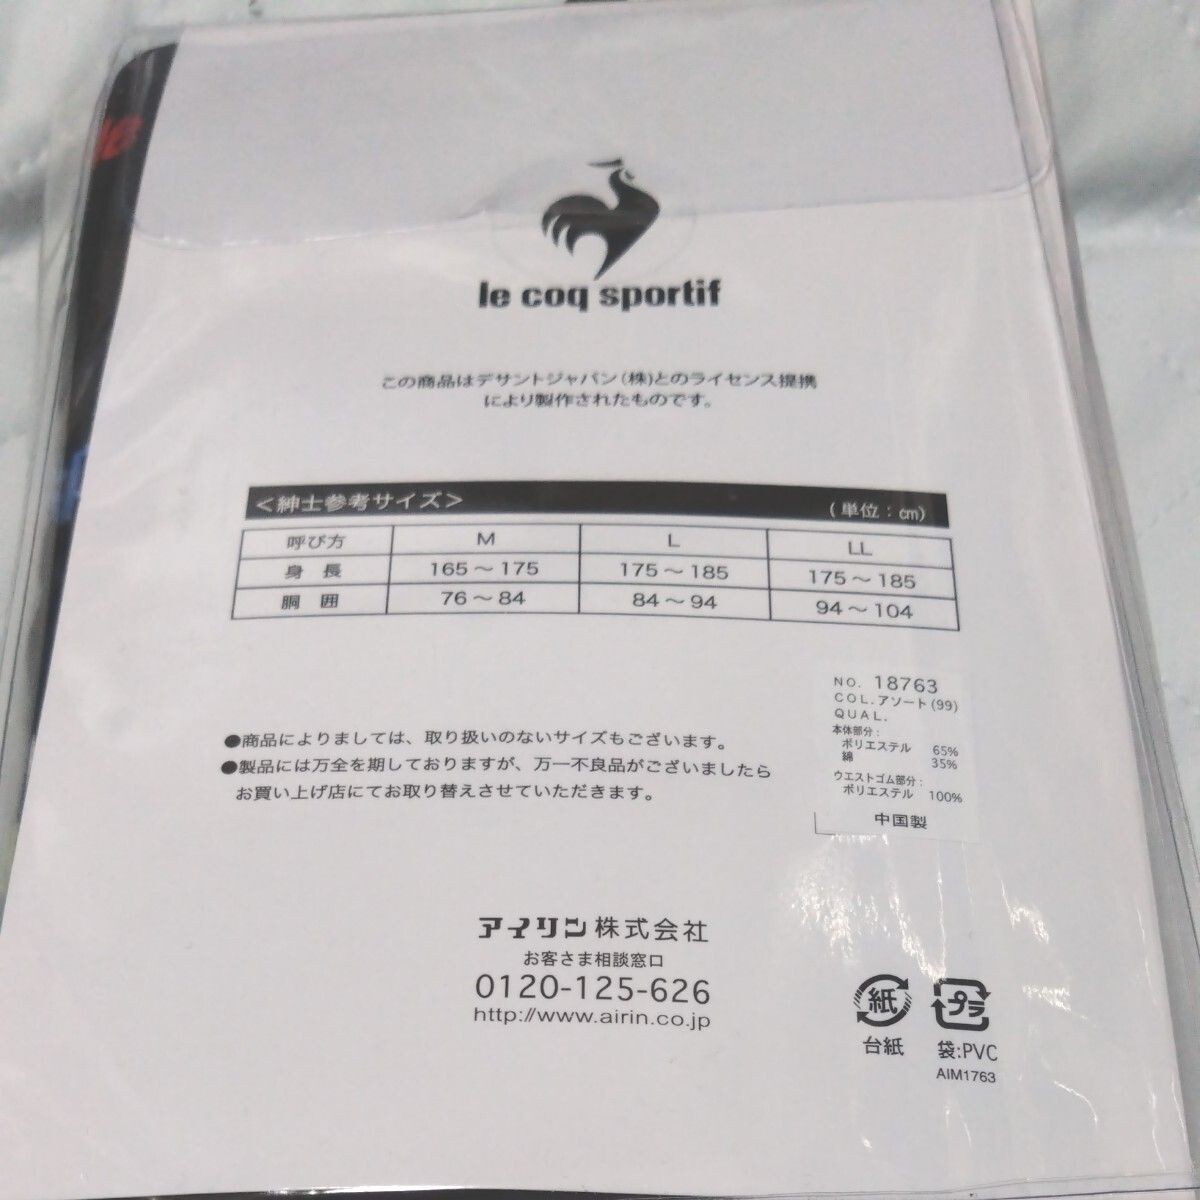 le coq sportif
この商品はデサントジャパン(株)とのライセンス提携
により製作されたものです。
＜紳士参考サイズ＞ (単位：㎝)
呼び方 M L LL
身長 165～175 175～185 175～185
胴囲 76～84 84～94 94～104
NO. 18763
COL.アソート(99)
QUAL.
本体部分：
ポリエステル 65%
綿 35%
ウエストゴム部分：
ポリエステル 100%
中国製
●商品によりましては、取り扱いのないサイズもございます。
●製品には万全を期しておりますが、万一不良品がございましたら
お買い上げ店にてお取り替えさせていただきます。
アイリン株式会社
お客さま相談窓口
0120-125-626
http://www.airin.co.jp
紙 プラ
台紙 袋:PVC
AIM1763